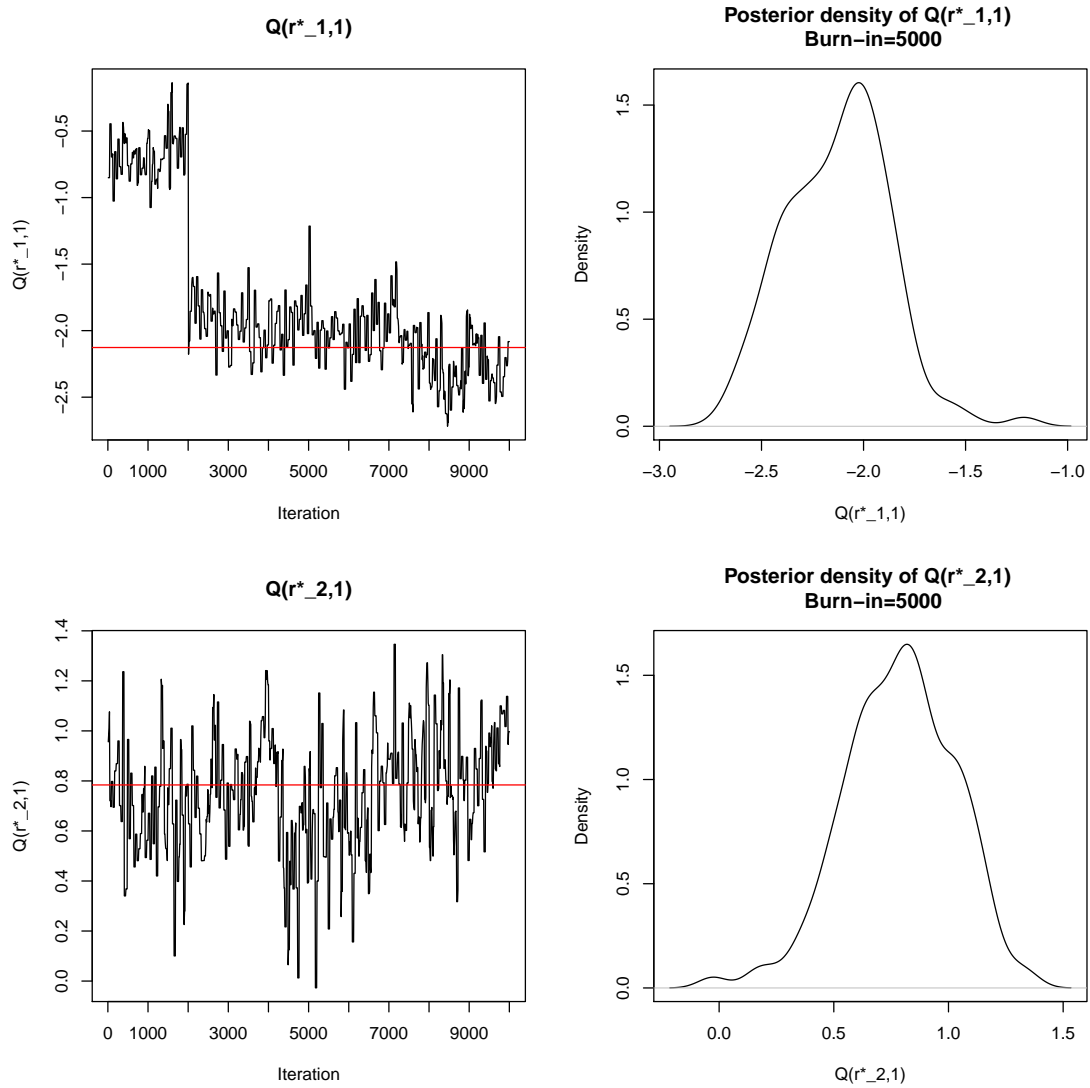 Q(r*_1,1)
Q(r*_1,1)
−0.5
−1.0
−1.5
−2.0
−2.5
0 1000 3000 5000 7000 9000
Iteration
Posterior density of Q(r*_1,1)
Burn−in=5000
Density
1.5
1.0
0.5
0.0
−3.0 −2.5 −2.0 −1.5 −1.0
Q(r*_1,1)
Q(r*_2,1)
Q(r*_2,1)
1.4
1.2
1.0
0.8
0.6
0.4
0.2
0.0
0 1000 3000 5000 7000 9000
Iteration
Posterior density of Q(r*_2,1)
Burn−in=5000
Density
1.5
1.0
0.5
0.0
0.0 0.5 1.0 1.5
Q(r*_2,1)